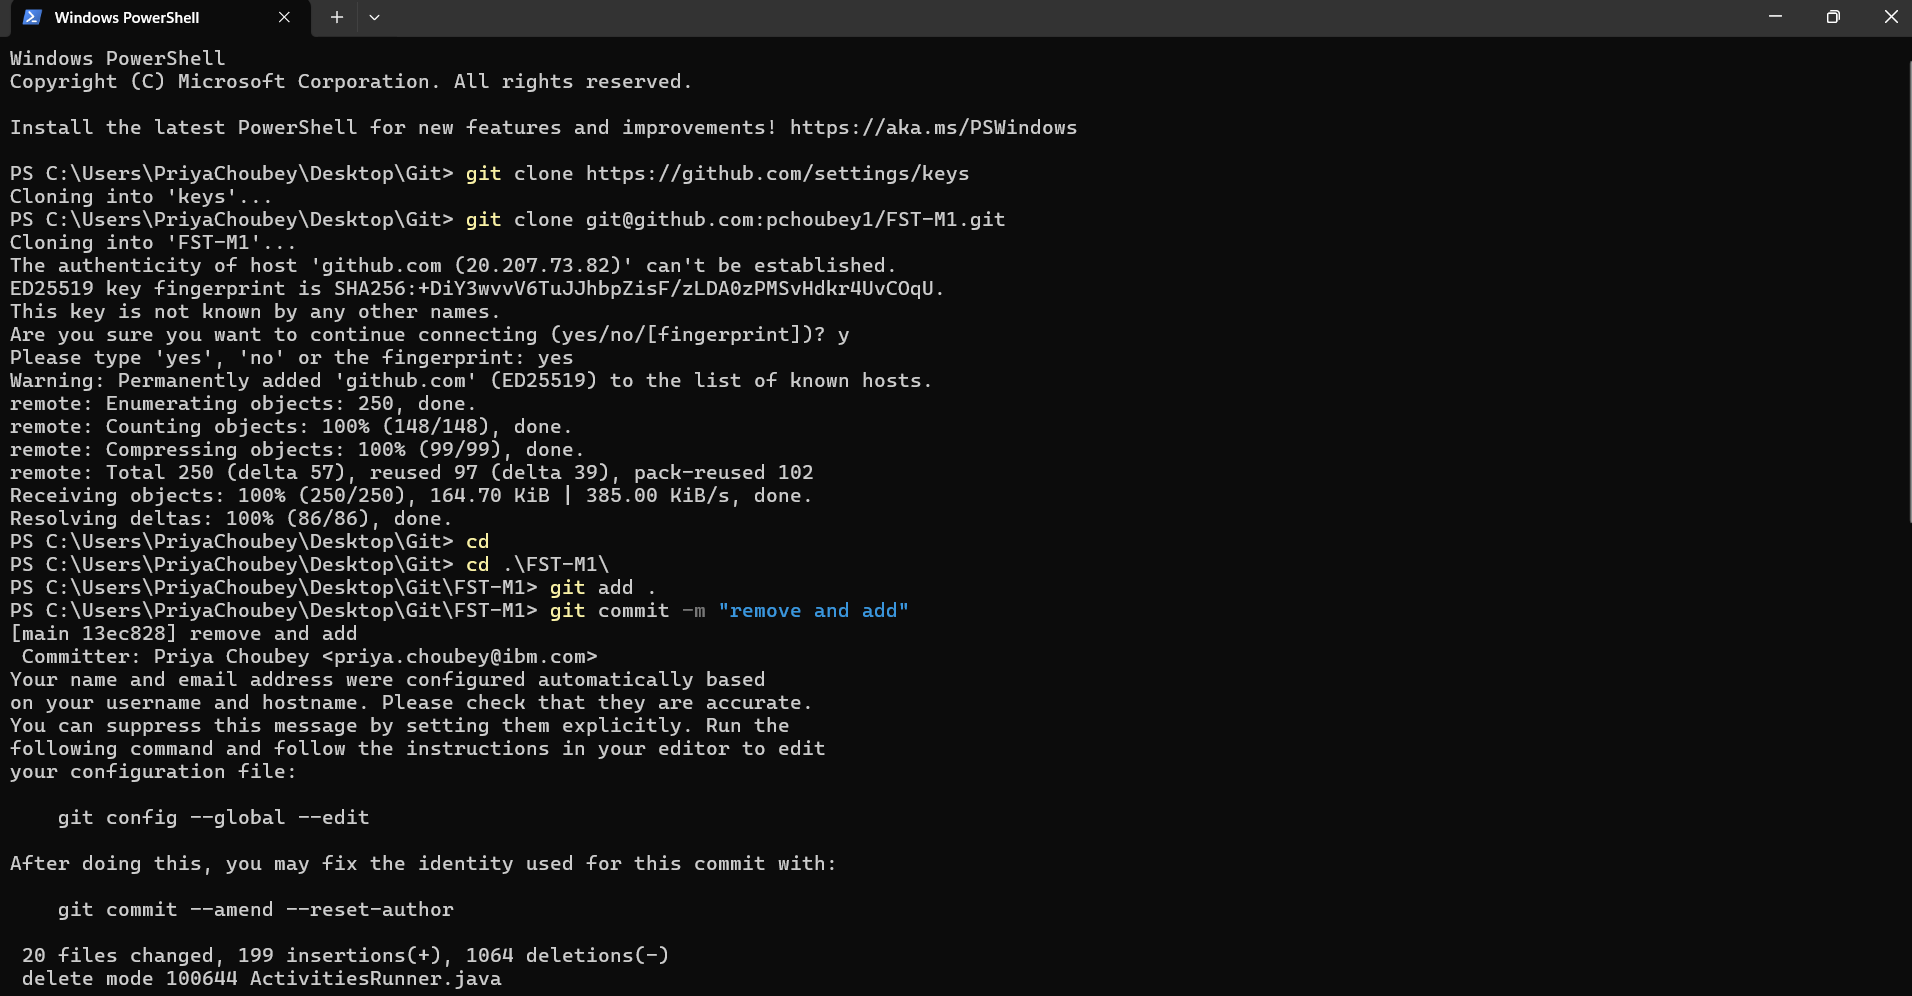 Windows PowerShell
Windows PowerShell
Copyright (C) Microsoft Corporation. All rights reserved.
Install the latest PowerShell for new features and improvements! https://aka.ms/PSWindows
PS C:\Users\PriyaChoubey\Desktop\Git> git clone https://github.com/settings/keys
Cloning into 'keys'...
PS C:\Users\PriyaChoubey\Desktop\Git> git clone git@github.com:pchoubey1/FST-M1.git
Cloning into 'FST-M1'...
The authenticity of host 'github.com (20.207.73.82)' can't be established.
ED25519 key fingerprint is SHA256:+DiY3wvvV6TuJJhbpZisF/zLDA0zPMSvHdkr4UvCOqU.
This key is not known by any other names.
Are you sure you want to continue connecting (yes/no/[fingerprint])? y
Please type 'yes', 'no' or the fingerprint: yes
Warning: Permanently added 'github.com' (ED25519) to the list of known hosts.
remote: Enumerating objects: 250, done.
remote: Counting objects: 100% (148/148), done.
remote: Compressing objects: 100% (99/99), done.
remote: Total 250 (delta 57), reused 97 (delta 39), pack-reused 102
Receiving objects: 100% (250/250), 164.70 KiB | 385.00 KiB/s, done.
Resolving deltas: 100% (86/86), done.
PS C:\Users\PriyaChoubey\Desktop\Git> cd
PS C:\Users\PriyaChoubey\Desktop\Git> cd .\FST-M1\
PS C:\Users\PriyaChoubey\Desktop\Git\FST-M1> git add .
PS C:\Users\PriyaChoubey\Desktop\Git\FST-M1> git commit -m "remove and add"
[main 13ec828] remove and add
 Committer: Priya Choubey <priya.choubey@ibm.com>
Your name and email address were configured automatically based
on your username and hostname. Please check that they are accurate.
You can suppress this message by setting them explicitly. Run the
following command and follow the instructions in your editor to edit
your configuration file:
    git config --global --edit
After doing this, you may fix the identity used for this commit with:
    git commit --amend --reset-author
 20 files changed, 199 insertions(+), 1064 deletions(-)
 delete mode 100644 ActivitiesRunner.java